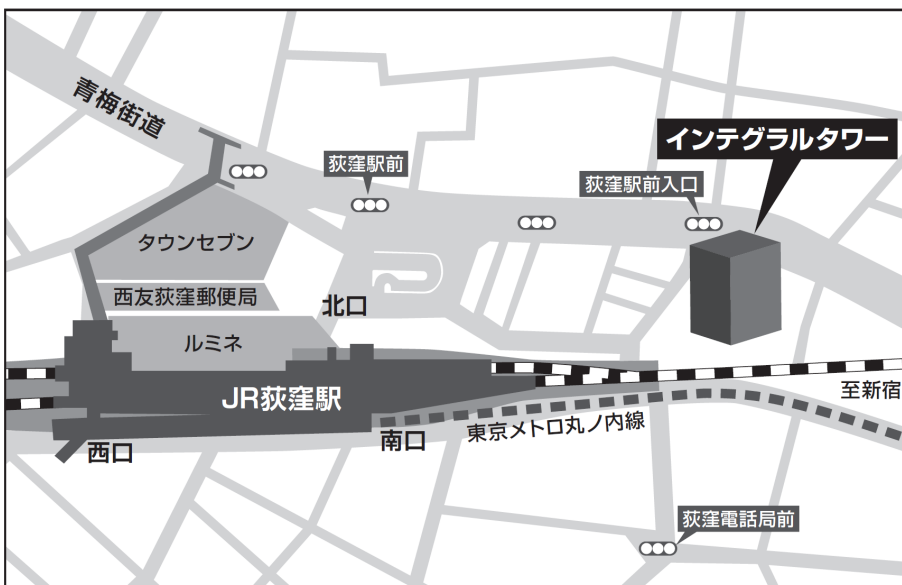 青梅街道
荻窪駅前
インテグラルタワー
荻窪駅前入口
タウンセブン
西友荻窪郵便局
北口
ルミネ
JR荻窪駅
至新宿
西口
南口
東京メトロ丸ノ内線
荻窪電話局前